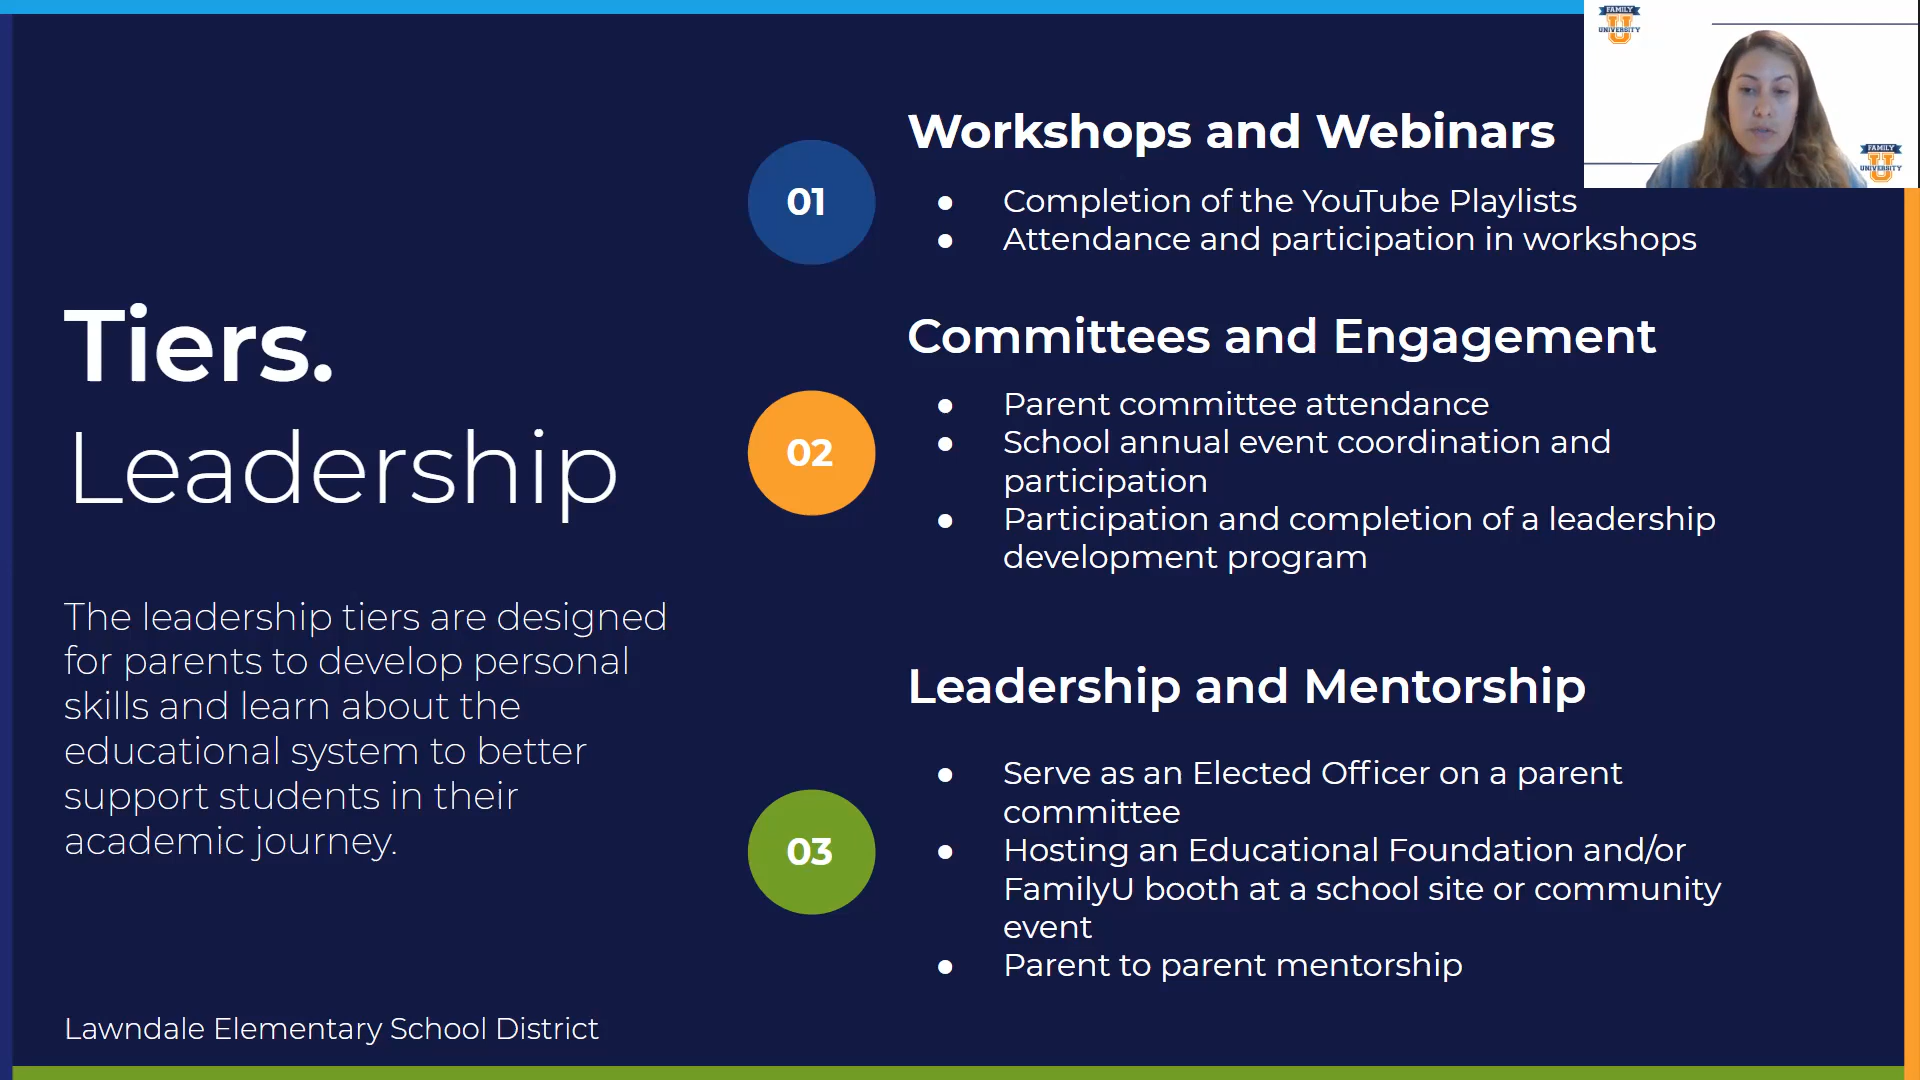 Tiers.
Leadership
The leadership tiers are designed
for parents to develop personal
skills and learn about the
educational system to better
support students in their
academic journey.
Lawndale Elementary School District
01
Workshops and Webinars
● Completion of the YouTube Playlists
● Attendance and participation in workshops
02
Committees and Engagement
● Parent committee attendance
● School annual event coordination and
participation
● Participation and completion of a leadership
development program
03
Leadership and Mentorship
● Serve as an Elected Officer on a parent
committee
● Hosting an Educational Foundation and/or
FamilyU booth at a school site or community
event
● Parent to parent mentorship
FAMILY
U
UNIVERSITY
FAMILY
U
UNIVERSITY